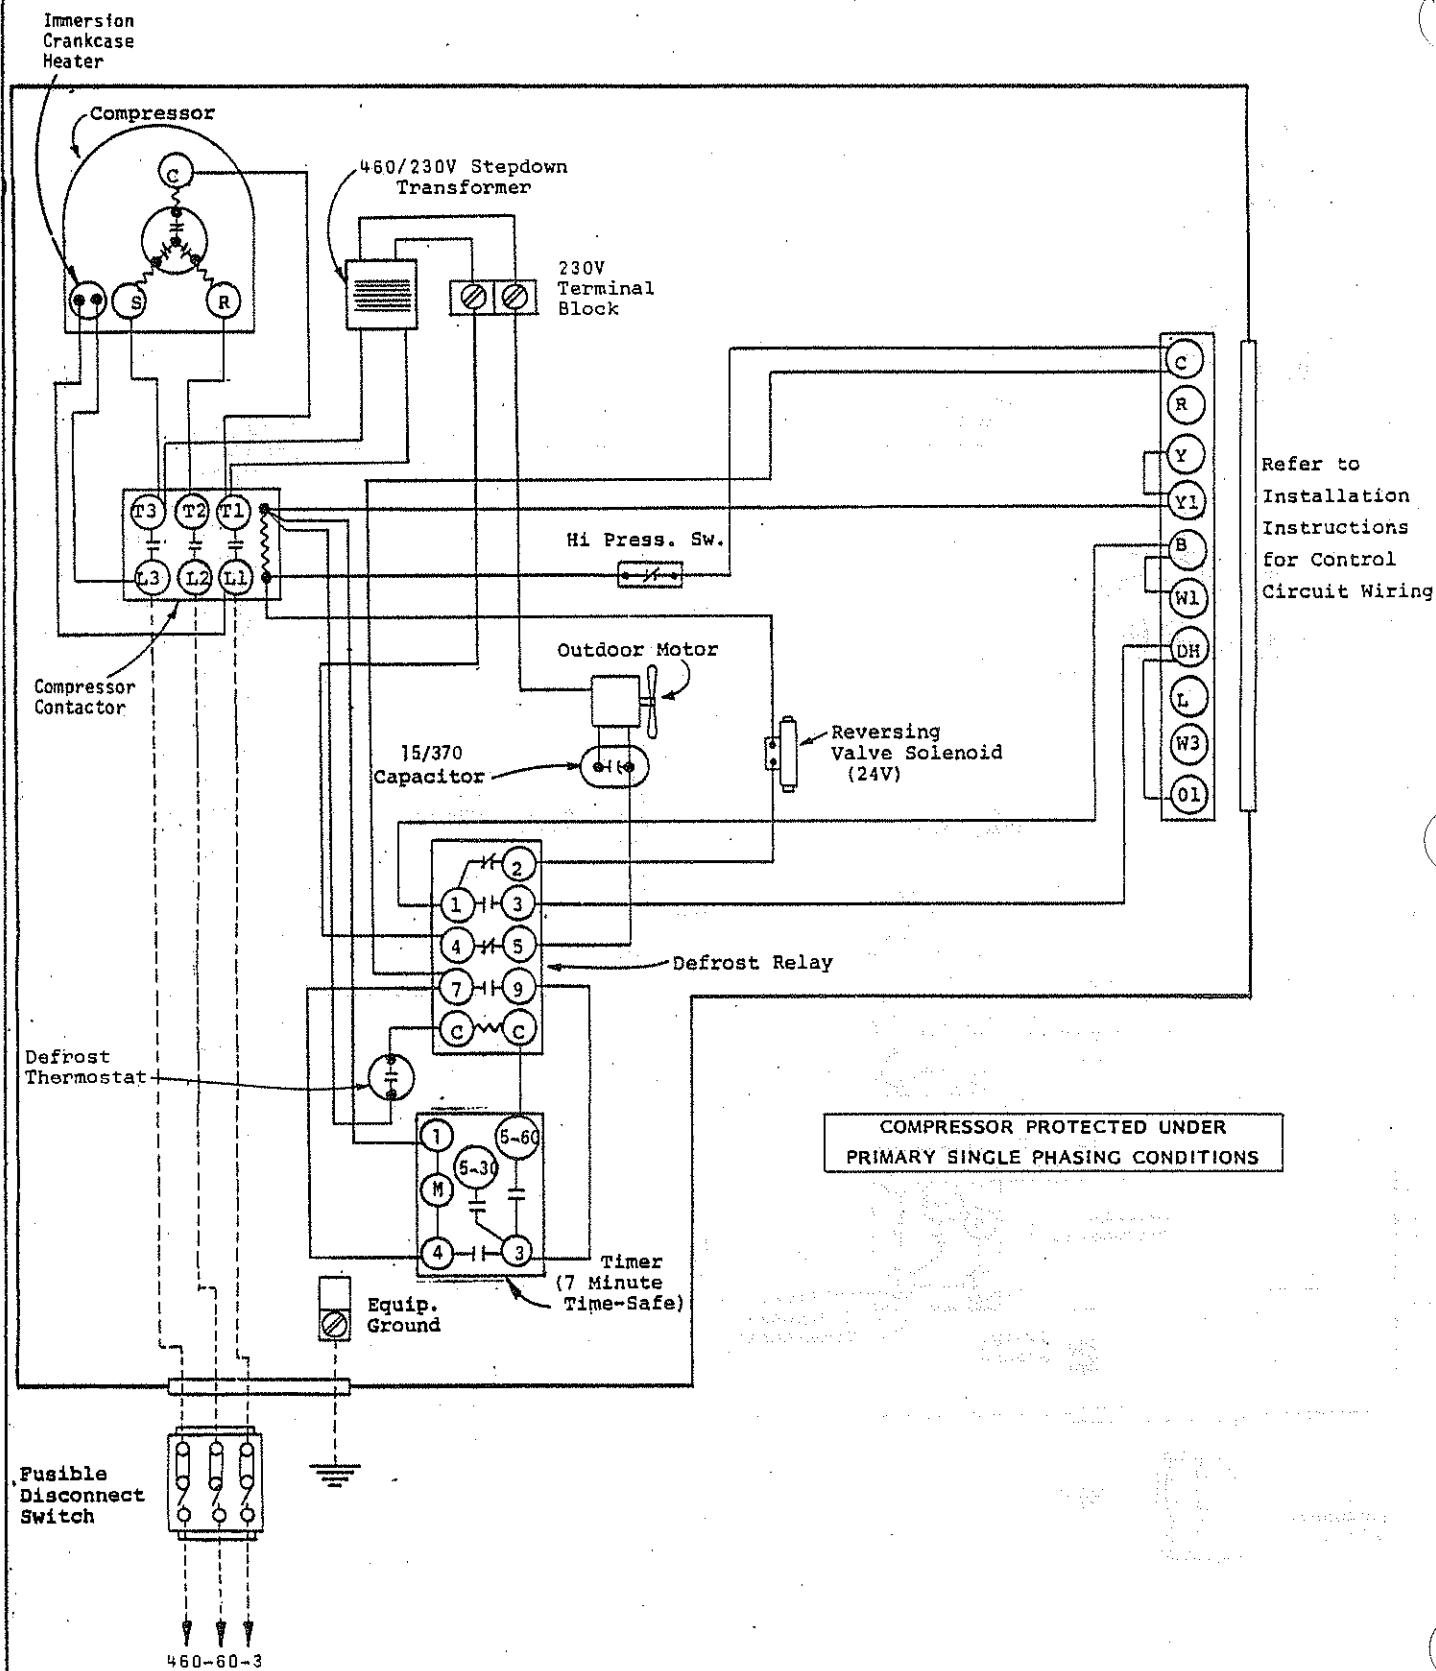 Immersion
Crankcase
Heater
Compressor
C
460/230V Stepdown
Transformer
S
R
230V
Terminal
Block
C
R
Y
Y1
B
W1
DH
L
W3
O1
Refer to
Installation
Instructions
for Control
Circuit Wiring
T3
T2
T1
L3
L2
L1
Hi Press. Sw.
Compressor
Contactor
Outdoor Motor
15/370
Capacitor
Reversing
Valve Solenoid
(24V)
2
1
3
4
5
7
9
C
C
Defrost Relay
Defrost
Thermostat
1
5-60
5-30
M
4
3
Timer
(7 Minute
Time-Safe)
COMPRESSOR PROTECTED UNDER
PRIMARY SINGLE PHASING CONDITIONS
Equip.
Ground
Fusible
Disconnect
Switch
460-60-3